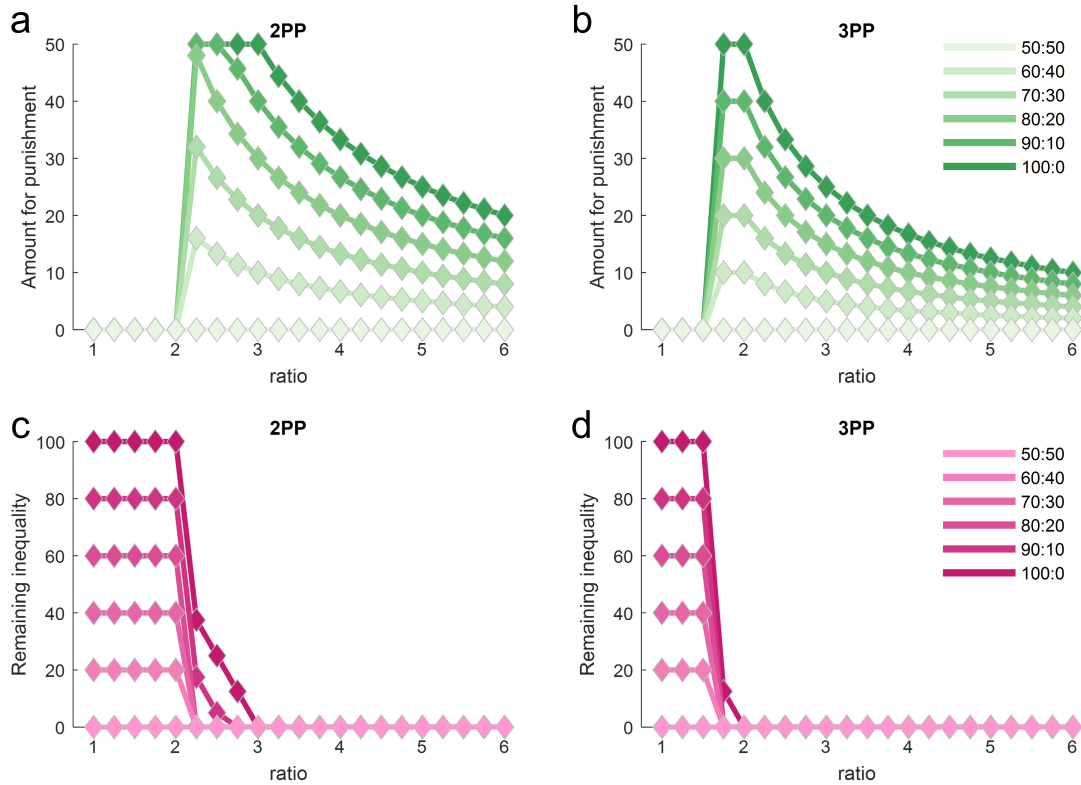 a
2PP
50
40
30
20
10
0
Amount for punishment
1 2 3 4 5 6
ratio
b
3PP
50
40
30
20
10
0
Amount for punishment
1 2 3 4 5 6
ratio
50:50
60:40
70:30
80:20
90:10
100:0
c
2PP
100
80
60
40
20
0
Remaining inequality
1 2 3 4 5 6
ratio
d
3PP
100
80
60
40
20
0
Remaining inequality
1 2 3 4 5 6
ratio
50:50
60:40
70:30
80:20
90:10
100:0